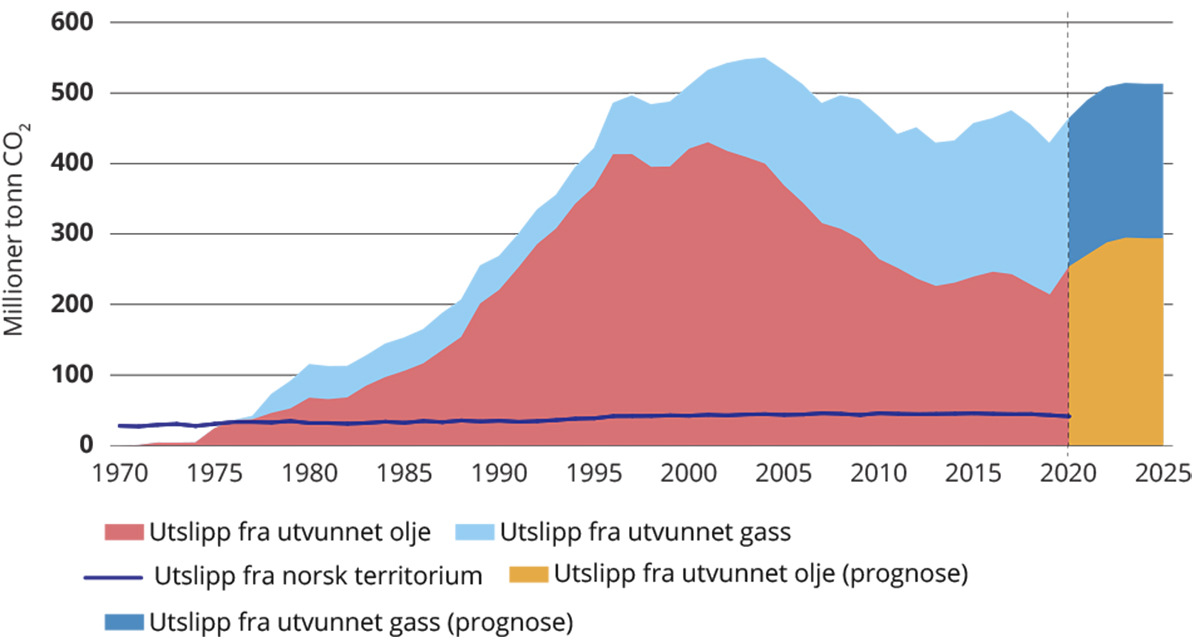 Millioner tonn CO₂
600
500
400
300
200
100
0
1970 1975 1980 1985 1990 1995 2000 2005 2010 2015 2020 2025
Utslipp fra utvunnet olje Utslipp fra utvunnet gass
Utslipp fra norsk territorium Utslipp fra utvunnet olje (prognose)
Utslipp fra utvunnet gass (prognose)